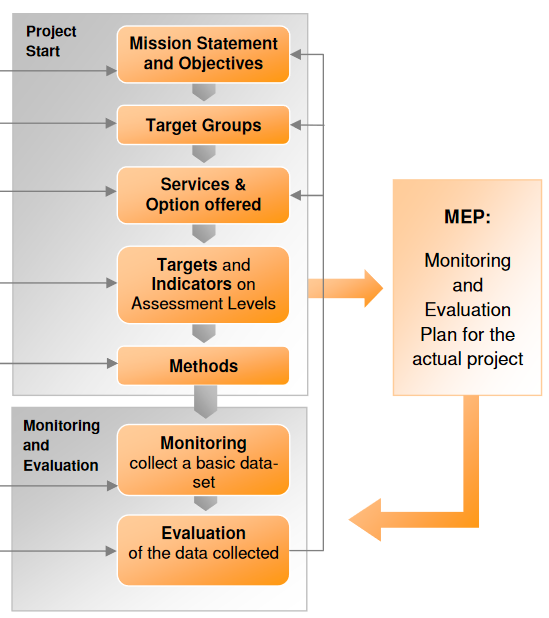 Project
Start
Mission Statement
and Objectives
Target Groups
Services &
Option offered
Targets and
Indicators on
Assessment Levels
Methods
MEP:
Monitoring
and
Evaluation
Plan for the
actual project
Monitoring
and
Evaluation
Monitoring
collect a basic data-
set
Evaluation
of the data collected